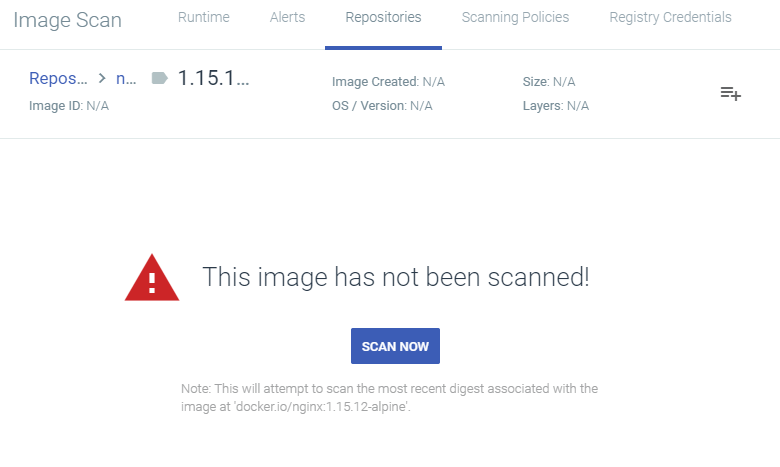 Image Scan Runtime Alerts Repositories Scanning Policies Registry Credentials
Repos... > n... 1.15.1...
Image ID: N/A
Image Created: N/A
OS / Version: N/A
Size: N/A
Layers: N/A
This image has not been scanned!
SCAN NOW
Note: This will attempt to scan the most recent digest associated with the
image at 'docker.io/nginx:1.15.12-alpine'.